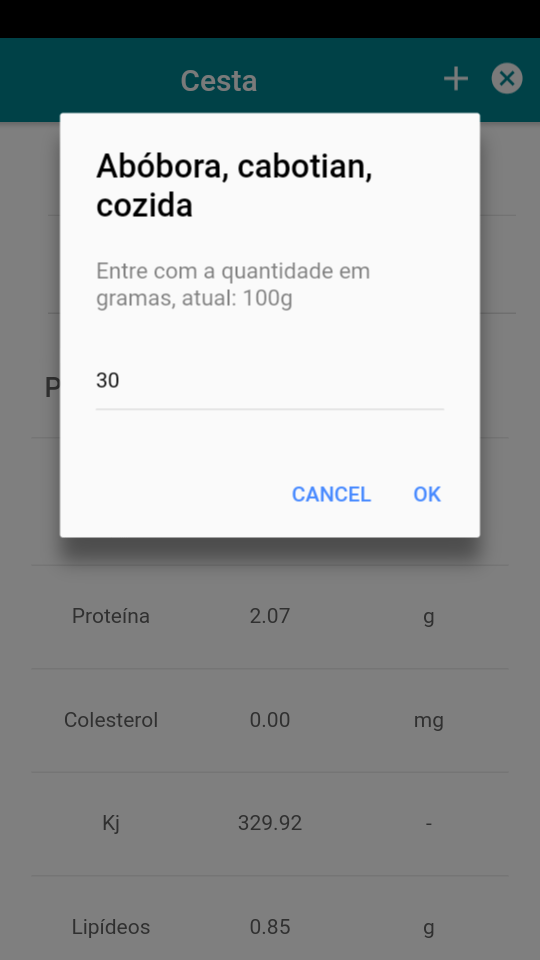 Cesta
Abóbora, cabotian,
cozida
Entre com a quantidade em
gramas, atual: 100g
30
CANCEL OK
P
Proteína 2.07 g
Colesterol 0.00 mg
Kj 329.92 -
Lipídeos 0.85 g